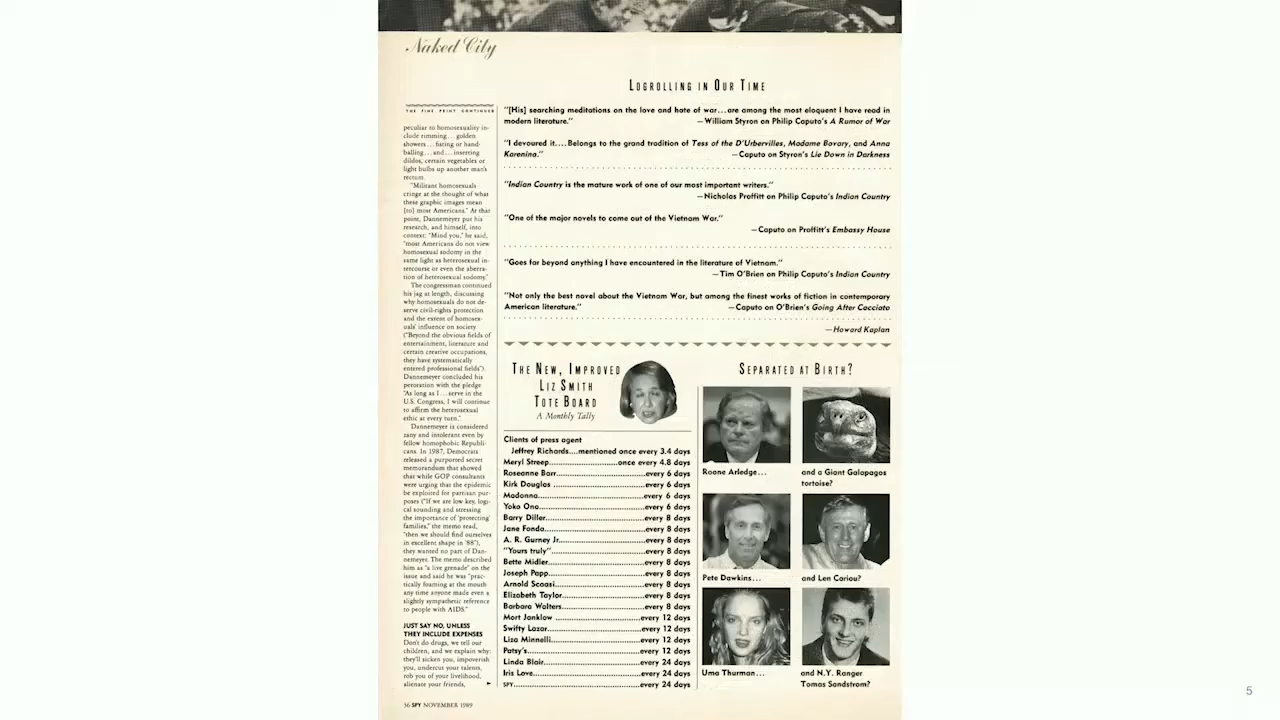 Naked City
THE FINE PRINT CONTINUED
peculiar to homosexuality in-
clude rimming . . . golden
showers . . . fisting or hand-
balling . . . and . . . inserting
dildos, certain vegetables or
light bulbs up another man's
rectum.
"Militant homosexuals
cringe at the thought of what
these graphic images mean
[to] most Americans." At that
point, Dannemeyer put his
research, and himself, into
context: "Mind you," he said,
"most Americans do not view
homosexual sodomy in the
same light as heterosexual in-
tercourse or even the aberra-
tion of heterosexual sodomy."
The congressman continued
his jag at length, discussing
why homosexuals do not de-
serve civil-rights protection
and the extent of homosex-
uals' influence on society
("Beyond the obvious fields of
entertainment, literature and
certain creative occupations,
they have systematically
entered professional fields").
Dannemeyer concluded his
peroration with the pledge
"As long as I . . . serve in the
U.S. Congress, I will continue
to affirm the heterosexual
ethic at every turn."
Dannemeyer is considered
zany and intolerant even by
fellow homophobic Republi-
cans. In 1987, Democrats
released a purported secret
memorandum that showed
that while GOP consultants
were urging that the epidemic
be exploited for partisan pur-
poses ("If we are low key, logi-
cal sounding and stressing
the importance of 'protecting'
families," the memo read,
"then we should find ourselves
in excellent shape in '88"),
they wanted no part of Dan-
nemeyer. The memo described
him as "a live grenade" on the
issue and said he was "prac-
tically foaming at the mouth
any time anyone made even a
slightly sympathetic reference
to people with AIDS."
JUST SAY NO, UNLESS
THEY INCLUDE EXPENSES
Don't do drugs, we tell our
children, and we explain why:
they'll sicken you, impoverish
you, undercut your talents,
rob you of your livelihood,
alienate your friends,
LOGROLLING IN OUR TIME
"[His] searching meditations on the love and hate of war...are among the most eloquent I have read in
modern literature." —William Styron on Philip Caputo's A Rumor of War
"I devoured it....Belongs to the grand tradition of Tess of the D'Urbervilles, Madame Bovary, and Anna
Karenina." —Caputo on Styron's Lie Down in Darkness
"Indian Country is the mature work of one of our most important writers."
—Nicholas Proffitt on Philip Caputo's Indian Country
"One of the major novels to come out of the Vietnam War."
—Caputo on Proffitt's Embassy House
"Goes far beyond anything I have encountered in the literature of Vietnam."
—Tim O'Brien on Philip Caputo's Indian Country
"Not only the best novel about the Vietnam War, but among the finest works of fiction in contemporary
American literature." —Caputo on O'Brien's Going After Cacciato
—Howard Kaplan
THE NEW, IMPROVED
LIZ SMITH
TOTE BOARD
A Monthly Tally
Clients of press agent
Jeffrey Richards....mentioned once every 3.4 days
Meryl Streep........................once every 4.8 days
Roseanne Barr...............................every 6 days
Kirk Douglas ................................every 6 days
Madonna.....................................every 6 days
Yoko Ono.....................................every 6 days
Barry Diller...................................every 8 days
Jane Fonda...................................every 8 days
A. R. Gurney Jr..............................every 8 days
"Yours truly".................................every 8 days
Bette Midler..................................every 8 days
Joseph Papp.................................every 8 days
Arnold Scaasi................................every 8 days
Elizabeth Taylor.............................every 8 days
Barbara Walters............................every 8 days
Mort Janklow ..............................every 12 days
Swifty Lazar.................................every 12 days
Liza Minnelli................................every 12 days
Patsy's.......................................every 12 days
Linda Blair...................................every 24 days
Iris Love......................................every 24 days
SPY............................................every 24 days
SEPARATED AT BIRTH?
Roone Arledge...
and a Giant Galapagos
tortoise?
Pete Dawkins...
and Len Cariou?
Uma Thurman...
and N.Y. Ranger
Tomas Sandstrom?
36 SPY NOVEMBER 1989
5